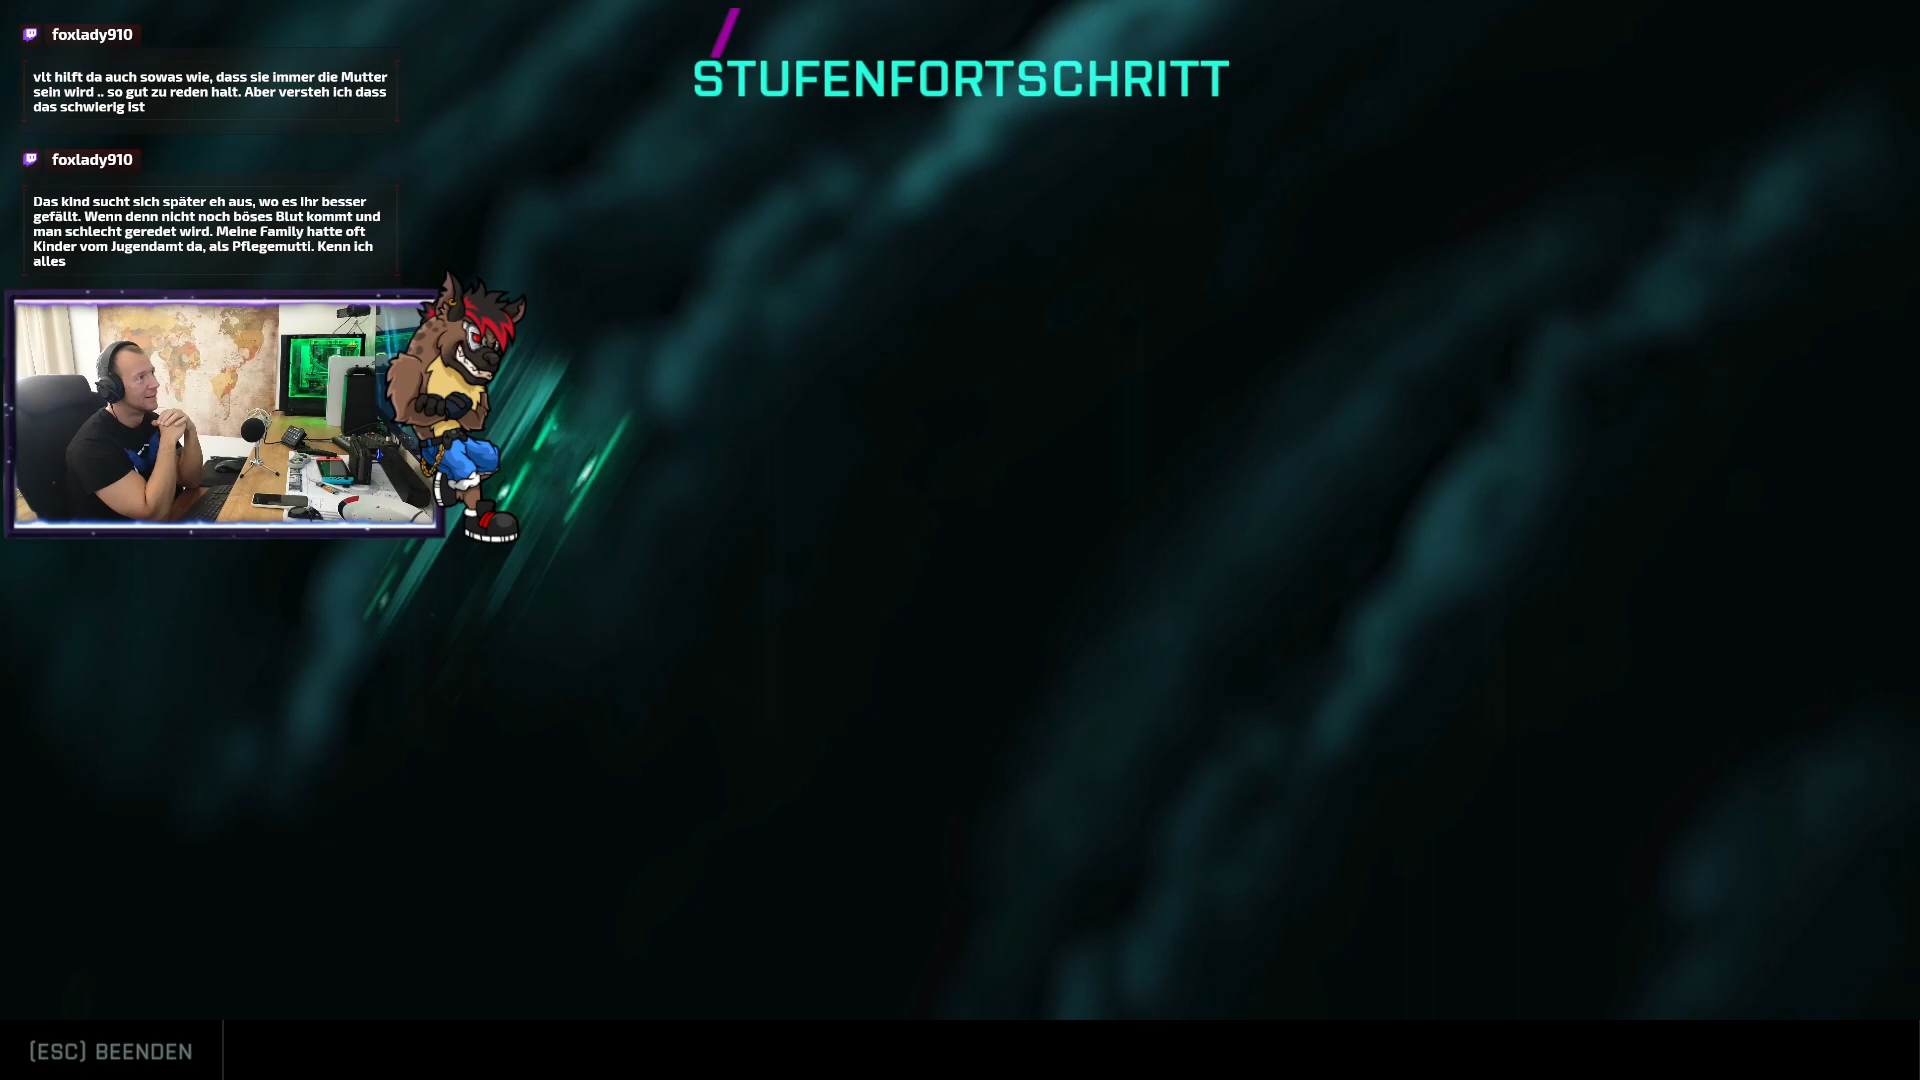 foxlady910
vlt hilft da auch sowas wie, dass sie immer die Mutter
sein wird .. so gut zu reden halt. Aber versteh ich dass
das schwierig ist
foxlady910
Das kind sucht sich später eh aus, wo es ihr besser
gefällt. Wenn denn nicht noch böses Blut kommt und
man schlecht geredet wird. Meine Family hatte oft
Kinder vom Jugendamt da, als Pflegemutti. Kenn ich
alles
STUFENFORTSCHRITT
(ESC) BEENDEN